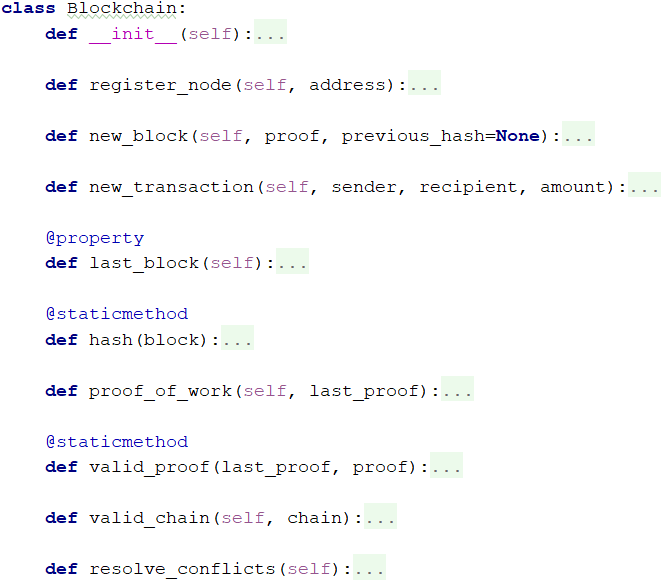 class Blockchain:
def __init__(self):...
def register_node(self, address):...
def new_block(self, proof, previous_hash=None):...
def new_transaction(self, sender, recipient, amount):...
@property
def last_block(self):...
@staticmethod
def hash(block):...
def proof_of_work(self, last_proof):...
@staticmethod
def valid_proof(last_proof, proof):...
def valid_chain(self, chain):...
def resolve_conflicts(self):...